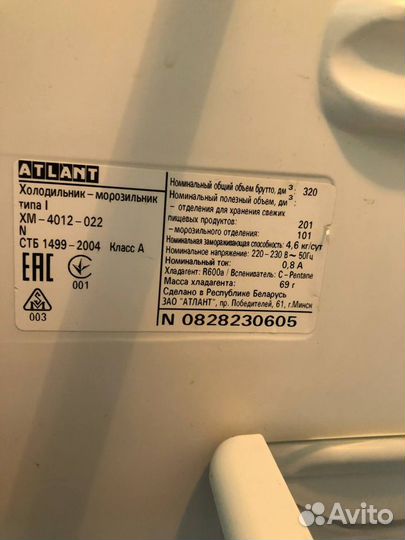 ATLANT
Холодильник-морозильник
типа I
ХМ-4012-022
N
СТБ 1499-2004 Класс А
ЕАС
001
003
Номинальный общий объем брутто, дм³: 320
Номинальный полезный объем, дм³:
- отделения для хранения свежих
пищевых продуктов: 201
- морозильного отделения: 101
Номинальная замораживающая способность: 4,6 кг/сут
Номинальное напряжение: 220-230 В ~ 50Гц
Номинальный ток: 0,8 А
Хладагент: R600a / Вспениватель: C-Pentane
Масса хладагента: 69 г
Сделано в Республике Беларусь
ЗАО "АТЛАНТ", пр. Победителей, 61, г.Минск
N 0828230605
Avito